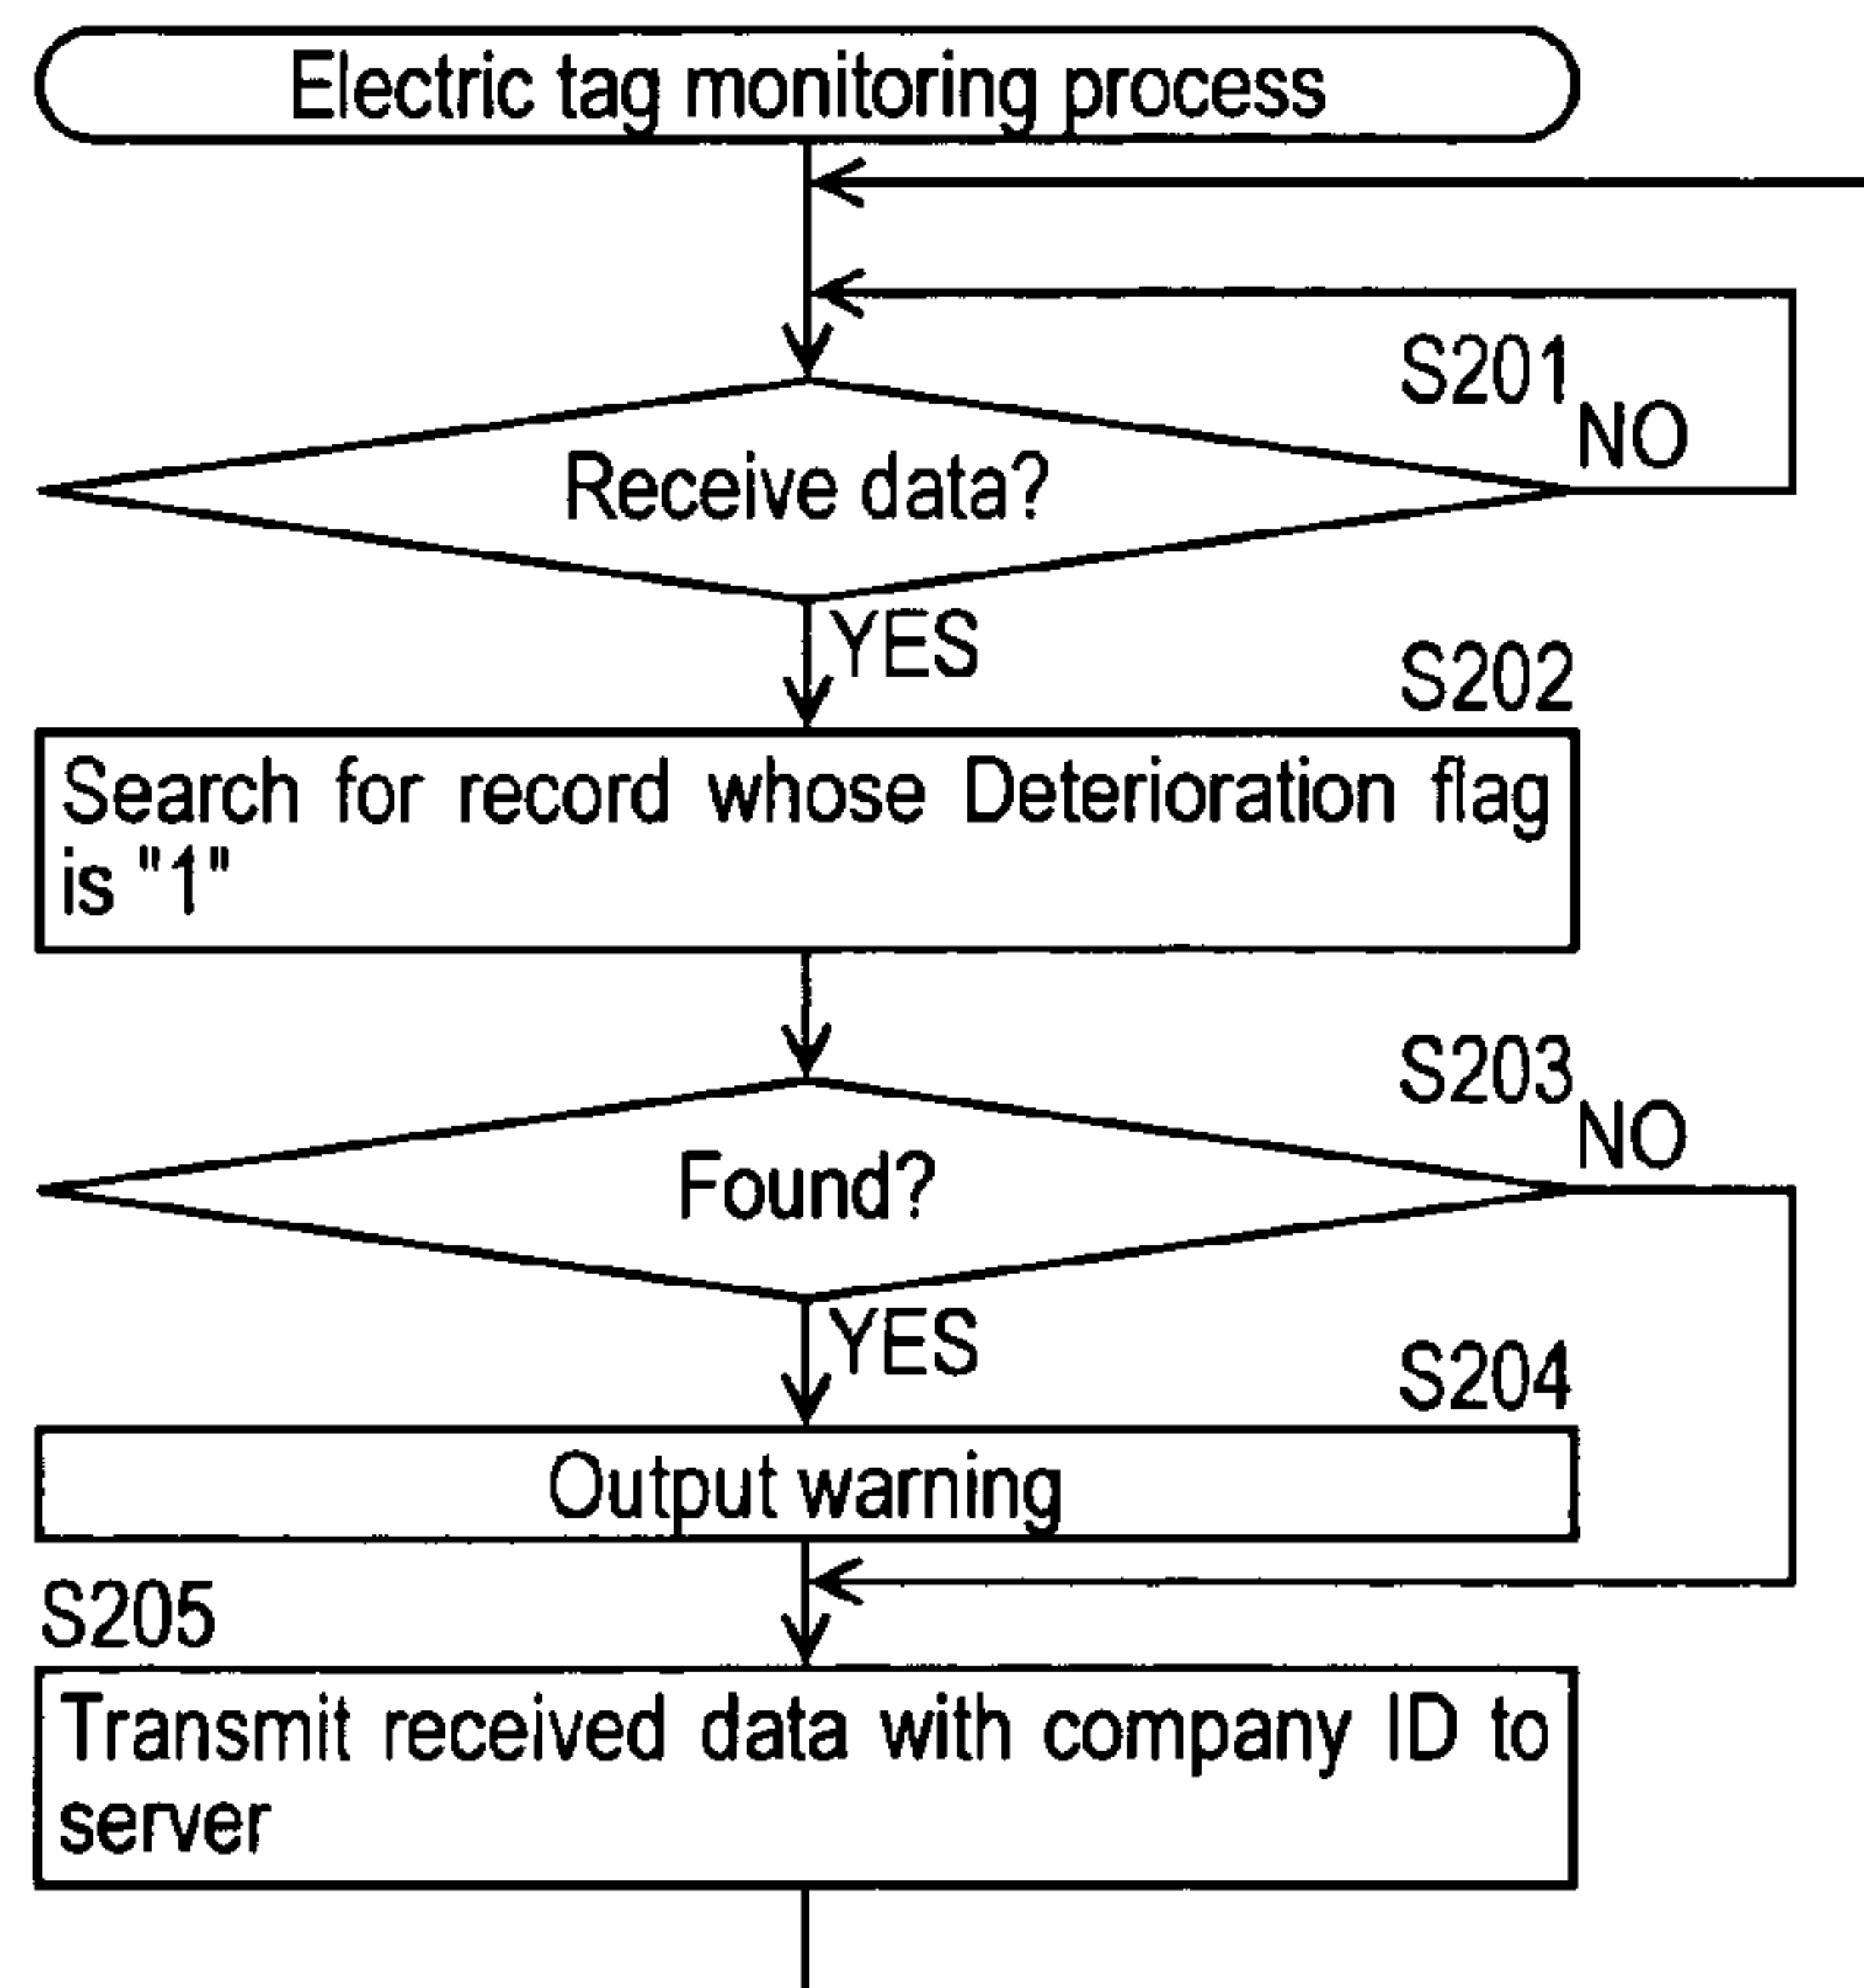 Electric tag monitoring process
S201
NO
Receive data?
YES
S202
Search for record whose Deterioration flag
is "1"
S203
NO
Found?
YES
S204
Output warning
S205
Transmit received data with company ID to
server